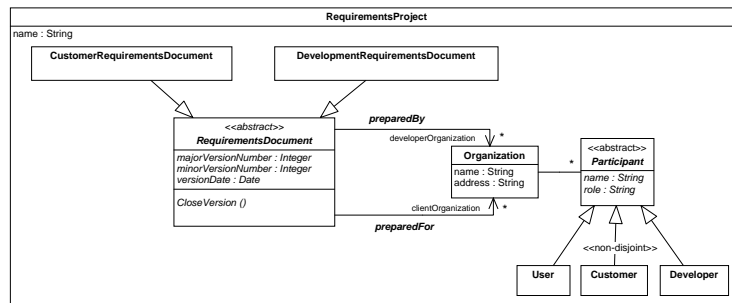 RequirementsProject
name : String
CustomerRequirementsDocument
DevelopmentRequirementsDocument
<<abstract>>
RequirementsDocument
majorVersionNumber : Integer
minorVersionNumber : Integer
versionDate : Date
CloseVersion ()
preparedBy
developerOrganization
*
Organization
name : String
address : String
clientOrganization
*
preparedFor
*
<<abstract>>
Participant
name : String
role : String
<<non-disjoint>>
User
Customer
Developer